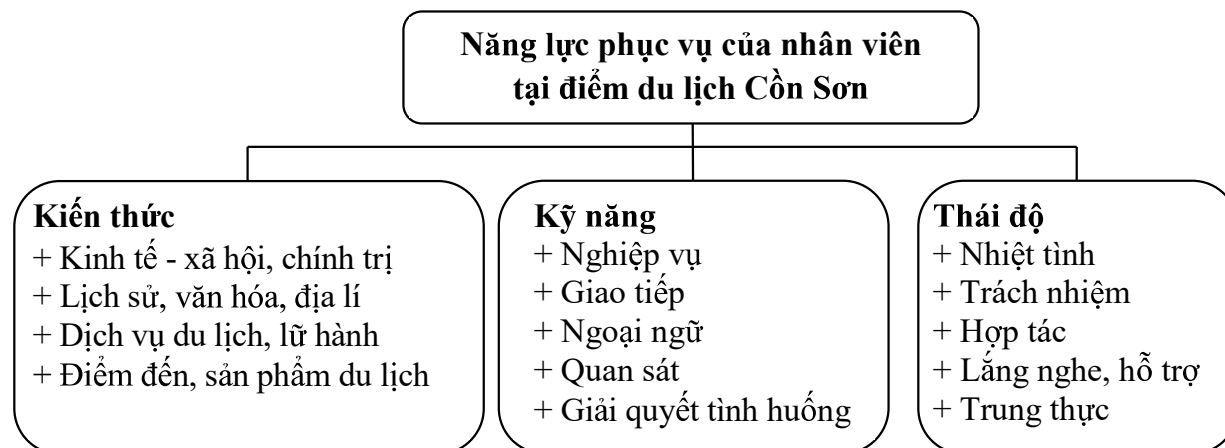 Năng lực phục vụ của nhân viên
tại điểm du lịch Cồn Sơn
Kiến thức
+ Kinh tế - xã hội, chính trị
+ Lịch sử, văn hóa, địa lí
+ Dịch vụ du lịch, lữ hành
+ Điểm đến, sản phẩm du lịch
Kỹ năng
+ Nghiệp vụ
+ Giao tiếp
+ Ngoại ngữ
+ Quan sát
+ Giải quyết tình huống
Thái độ
+ Nhiệt tình
+ Trách nhiệm
+ Hợp tác
+ Lắng nghe, hỗ trợ
+ Trung thực